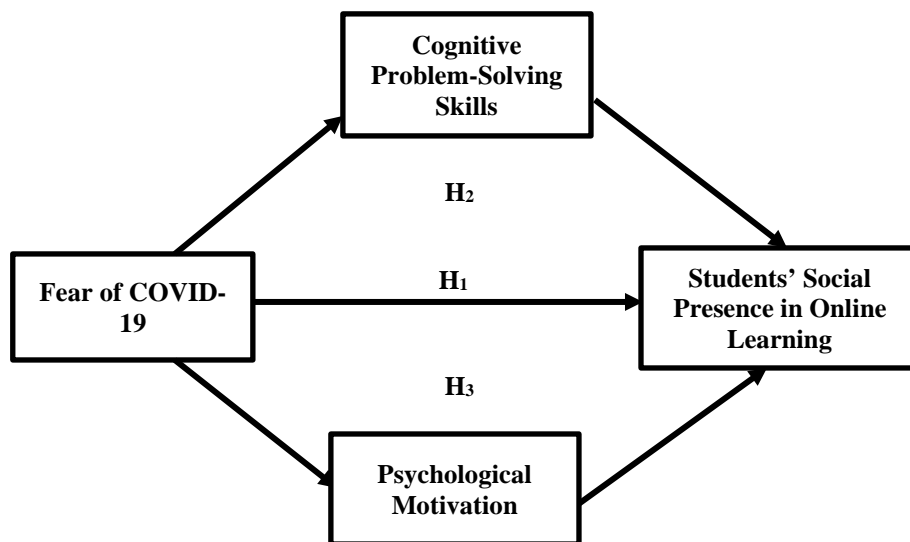 Cognitive
Problem-Solving
Skills
H₂
Fear of COVID-
19
H₁
Students’ Social
Presence in Online
Learning
H₃
Psychological
Motivation